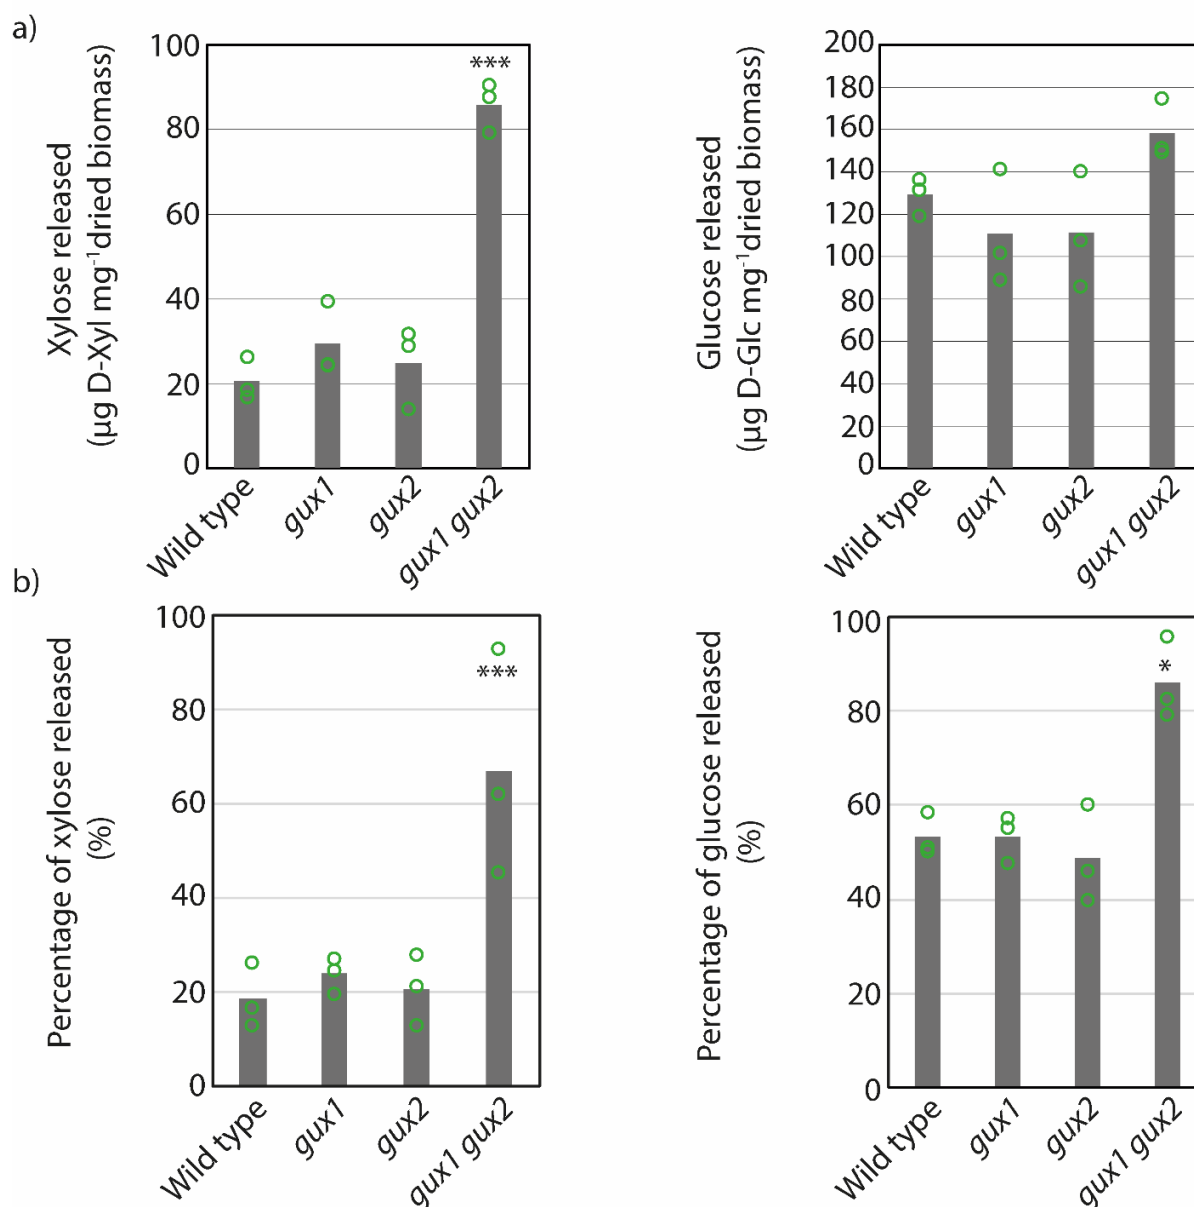 a)
Xylose released
(µg D-Xyl mg⁻¹dried biomass)
100
80
60
40
20
0
***
Wild type
gux1
gux2
gux1 gux2
Glucose released
(µg D-Glc mg⁻¹dried biomass)
200
180
160
140
120
100
80
60
40
20
0
Wild type
gux1
gux2
gux1 gux2
b)
Percentage of xylose released
(%)
100
80
60
40
20
0
***
Wild type
gux1
gux2
gux1 gux2
Percentage of glucose released
(%)
100
80
60
40
20
0
*
Wild type
gux1
gux2
gux1 gux2